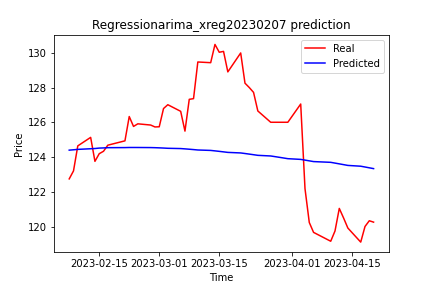 Regressionarima_xreg20230207 prediction
Real
Predicted
Price
130
128
126
124
122
120
2023-02-15
2023-03-01
2023-03-15
2023-04-01
2023-04-15
Time